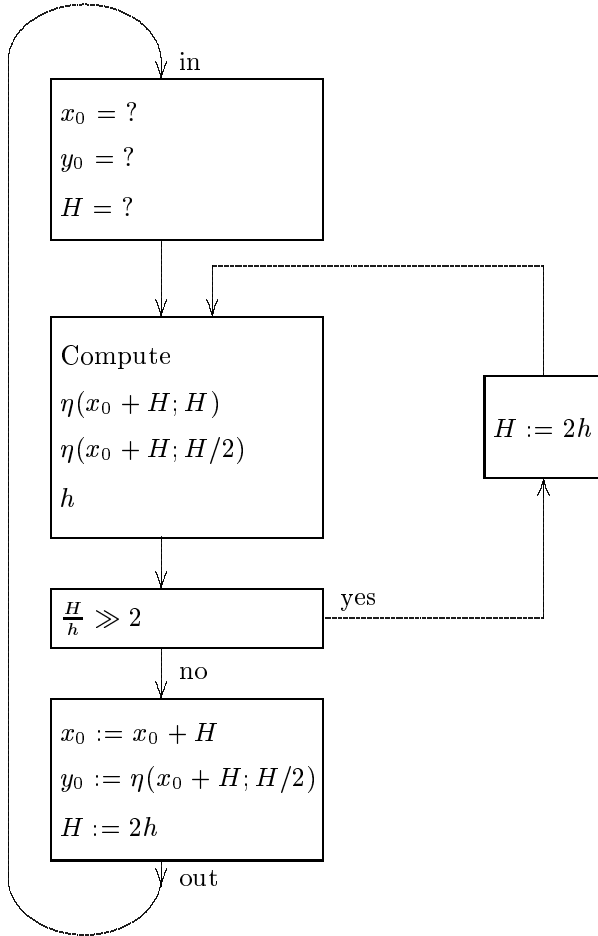 in
x₀ = ?
y₀ = ?
H = ?
Compute
η(x₀ + H; H)
η(x₀ + H; H/2)
h
H := 2h
H/h ≫ 2
yes
no
x₀ := x₀ + H
y₀ := η(x₀ + H; H/2)
H := 2h
out